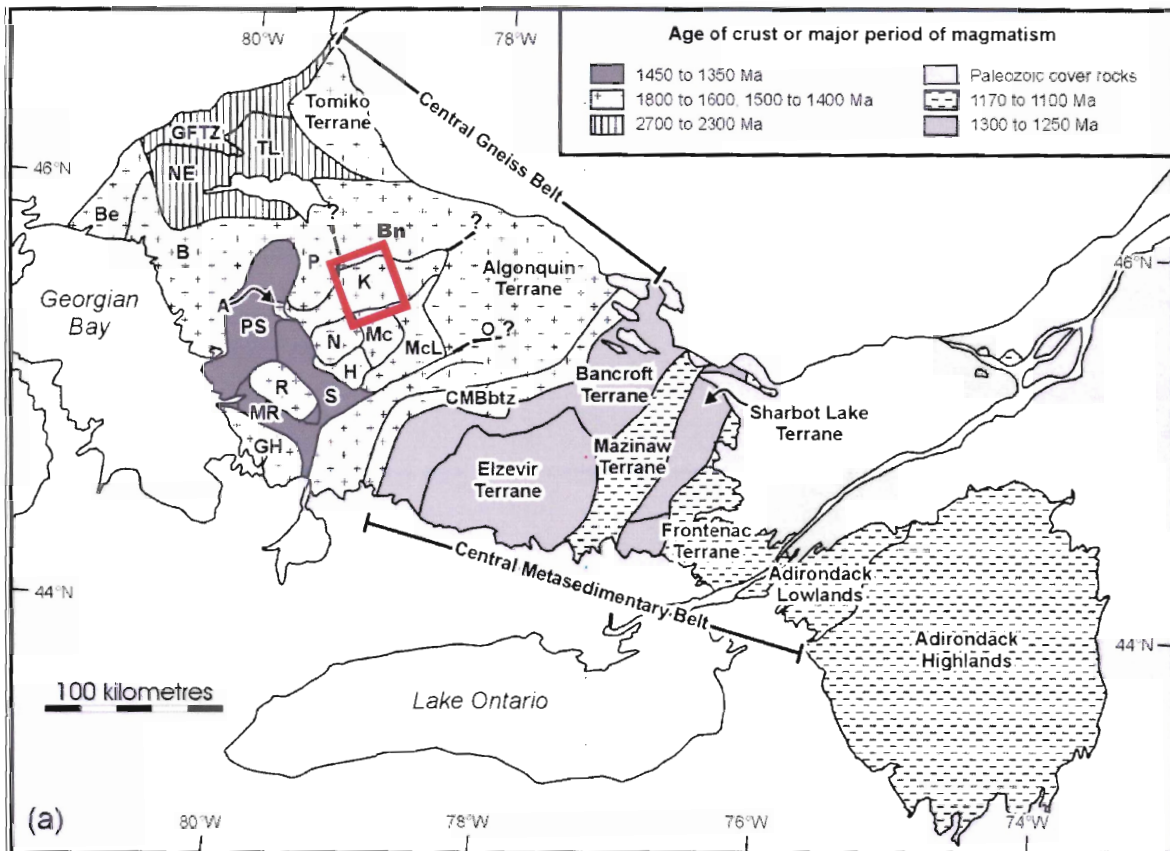 80°W
78°W
Age of crust or major period of magmatism
1450 to 1350 Ma
1800 to 1600, 1500 to 1400 Ma
2700 to 2300 Ma
Paleozoic cover rocks
1170 to 1100 Ma
1300 to 1250 Ma
Central Gneiss Belt
Tomiko
Terrane
GFTZ
TL
46°N
NE
Be
?
?
Bn
B
P
Algonquin
Terrane
46°N
Georgian
Bay
K
A
PS
O ?
N
Mc
McL
H
R
S
Bancroft
Terrane
CMBbtz
MR
Sharbot Lake
Terrane
GH
Mazinaw
Terrane
Elzevir
Terrane
Frontenac
Terrane
Central Metasedimentary Belt
Adirondack
Lowlands
44°N
Adirondack
Highlands
44°N
100 kilometres
Lake Ontario
(a)
80°W
78°W
76°W
74°W